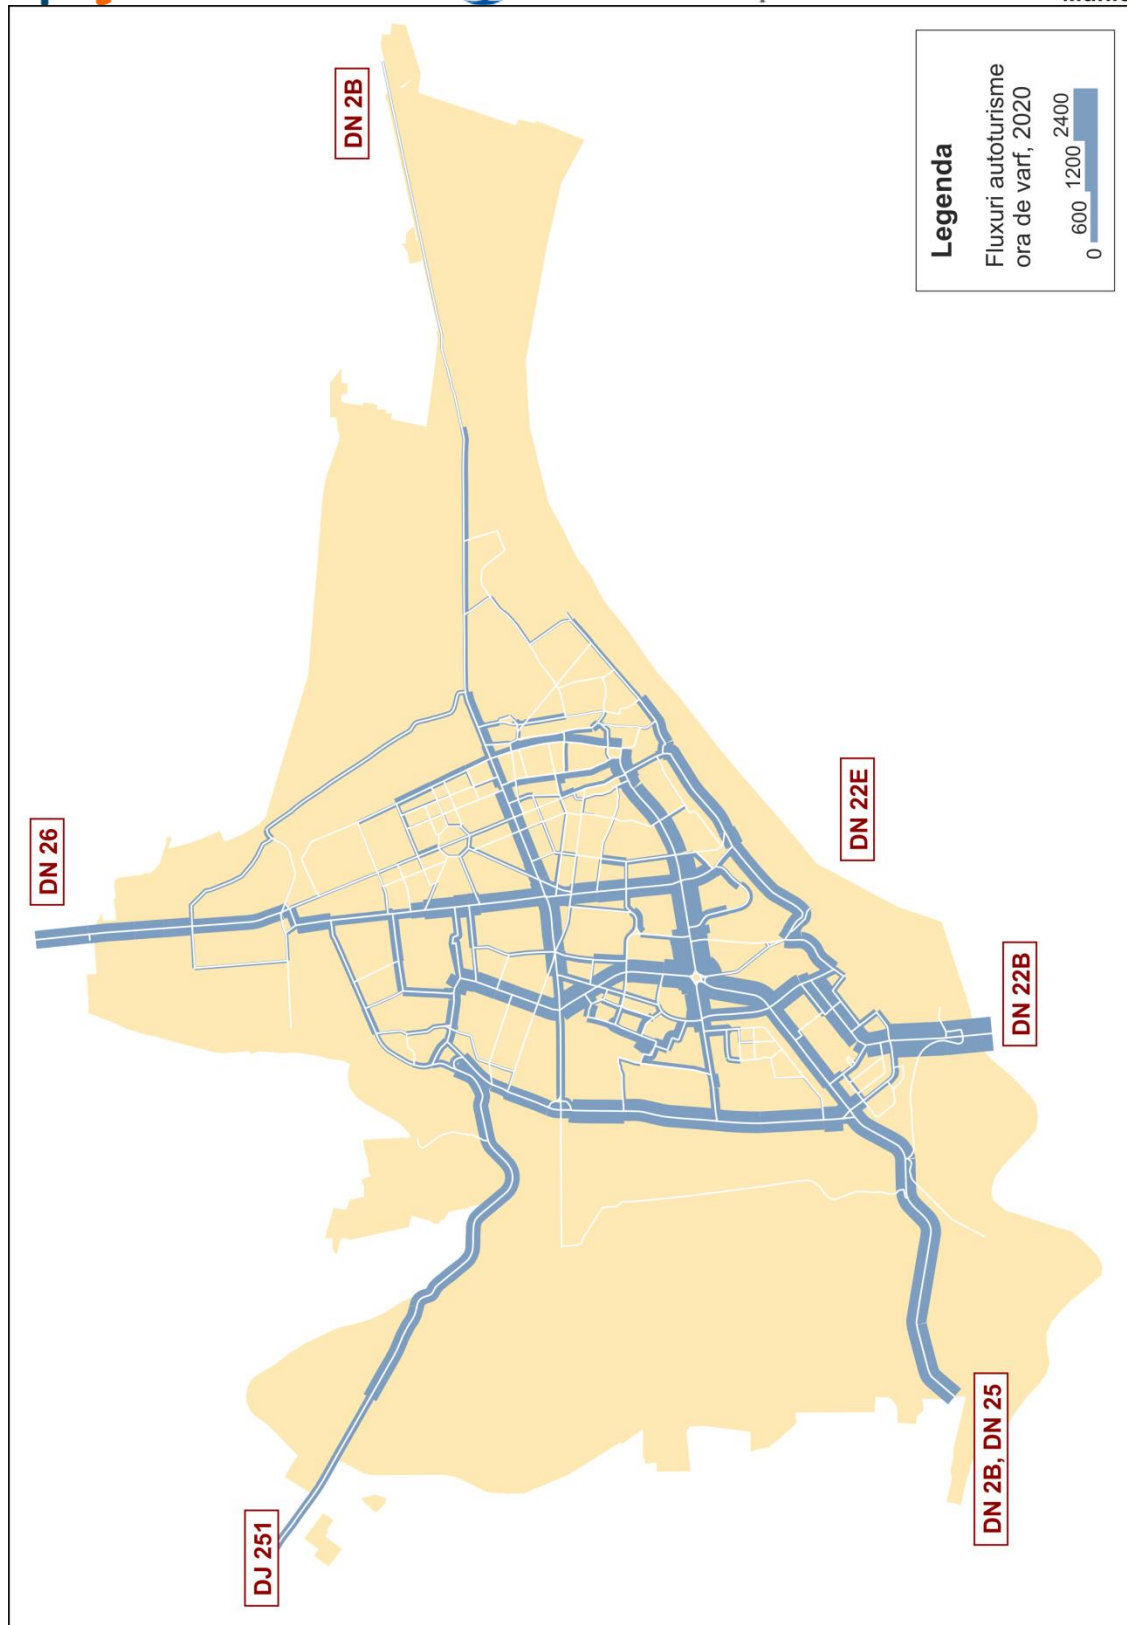 DN 2B
DN 26
Legenda
Fluxuri autoturisme
ora de varf, 2020
0 600 1200 2400
DN 22E
DN 22B
DN 2B, DN 25
DJ 251